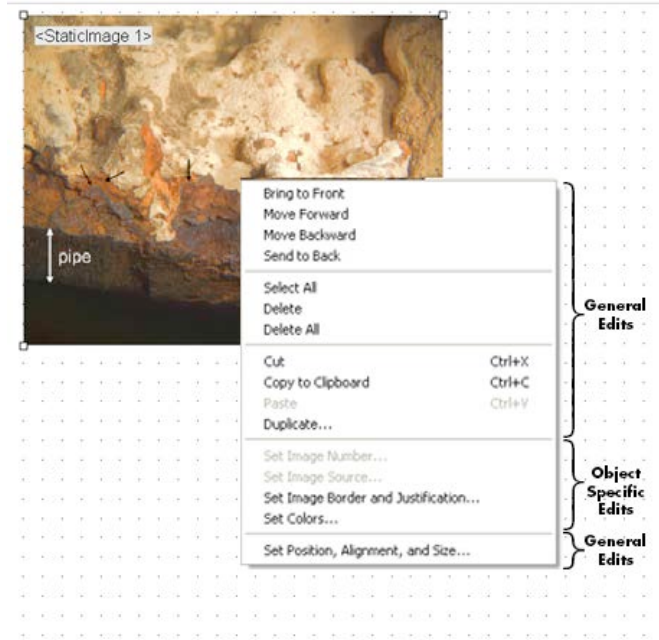 <StaticImage 1>
pipe
Bring to Front
Move Forward
Move Backward
Send to Back
Select All
Delete
Delete All
Cut Ctrl+X
Copy to Clipboard Ctrl+C
Paste Ctrl+V
Duplicate...
General
Edits
Set Image Number...
Set Image Source...
Set Image Border and Justification...
Set Colors...
Object
Specific
Edits
Set Position, Alignment, and Size...
General
Edits